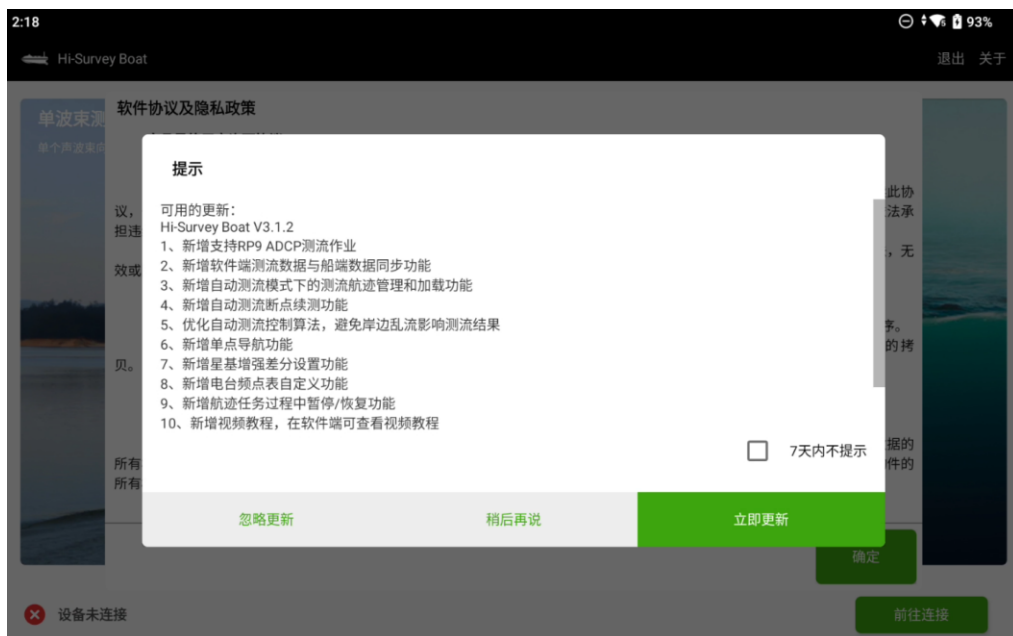 2:18
93%
Hi-Survey Boat
退出 关于
单波束测
单个声波束
软件协议及隐私政策
提示
可用的更新：
Hi-Survey Boat V3.1.2
1、新增支持RP9 ADCP测流作业
2、新增软件端测流数据与船端数据同步功能
3、新增自动测流模式下的测流航迹管理和加载功能
4、新增自动测流断点续测功能
5、优化自动测流控制算法，避免岸边乱流影响测流结果
6、新增单点导航功能
7、新增星基增强差分设置功能
8、新增电台频点表自定义功能
9、新增航迹任务过程中暂停/恢复功能
10、新增视频教程，在软件端可查看视频教程
7天内不提示
忽略更新 稍后再说 立即更新
此协
议， 法承
担违
，无
效或
序。
的拷
贝。
据的
所有 件的
所有
确定
设备未连接
前往连接